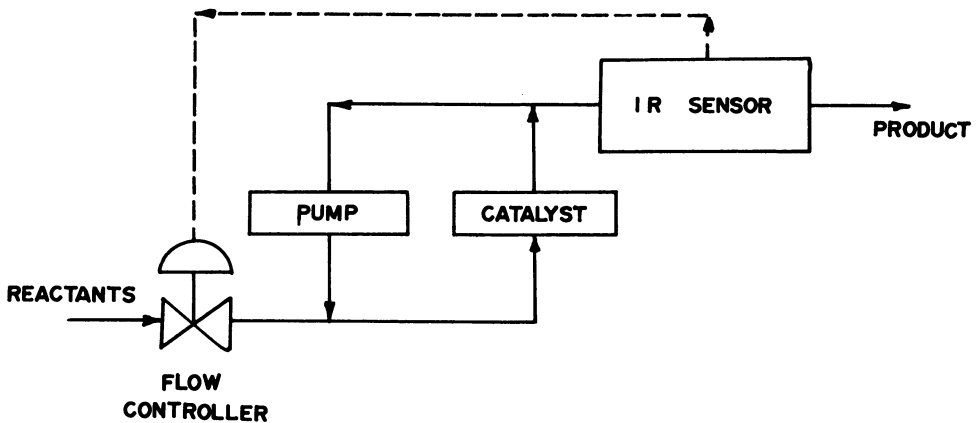 IR SENSOR
PRODUCT
PUMP
CATALYST
REACTANTS
FLOW
CONTROLLER